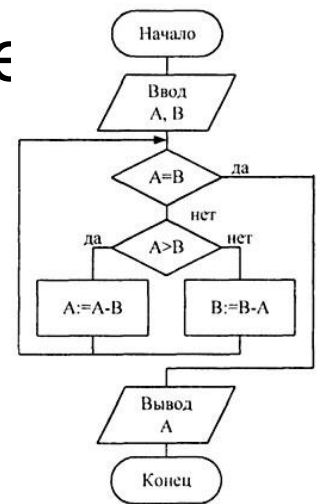 е
Начало
Ввод
А, В
А=В
да
нет
А>В
да
нет
А:=А-В
В:=В-А
Вывод
А
Конец